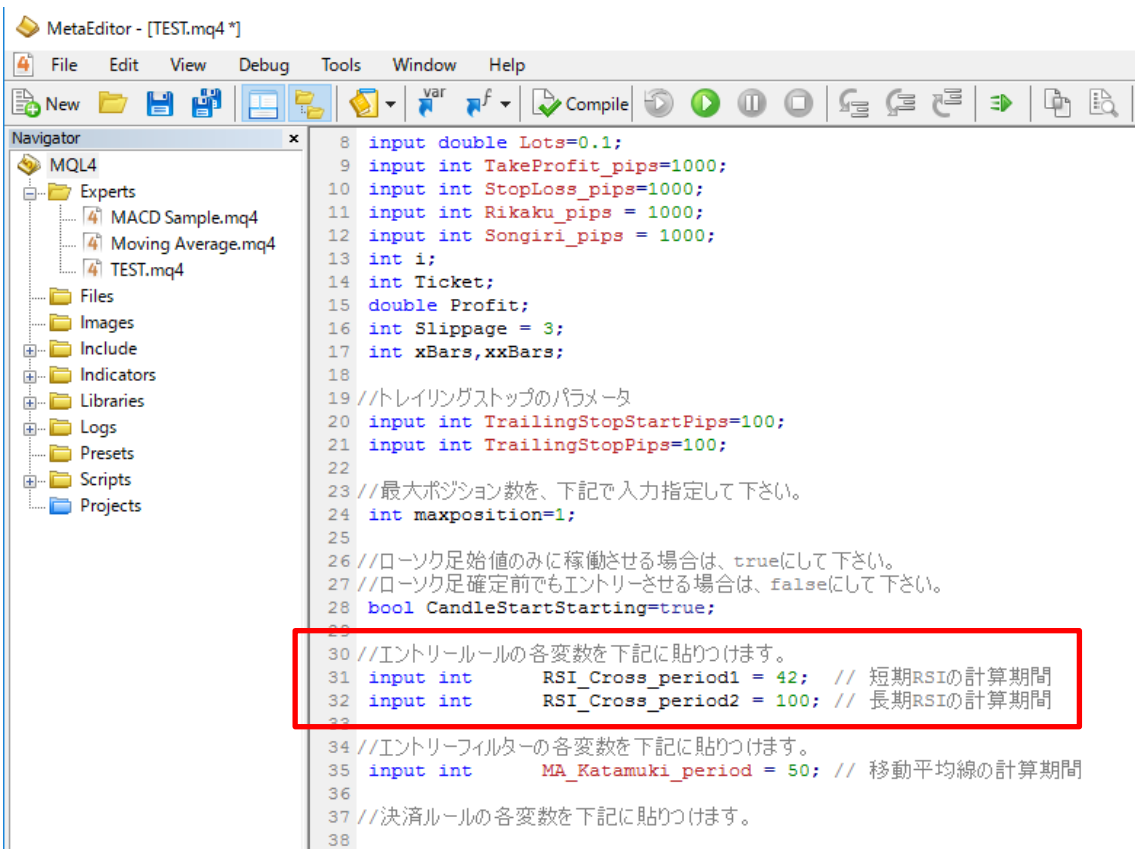 MetaEditor - [TEST.mq4 *]
File Edit View Debug Tools Window Help
New var f Compile
Navigator ×
MQL4
Experts
MACD Sample.mq4
Moving Average.mq4
TEST.mq4
Files
Images
Include
Indicators
Libraries
Logs
Presets
Scripts
Projects
8 input double Lots=0.1;
9 input int TakeProfit_pips=1000;
10 input int StopLoss_pips=1000;
11 input int Rikaku_pips = 1000;
12 input int Songiri_pips = 1000;
13 int i;
14 int Ticket;
15 double Profit;
16 int Slippage = 3;
17 int xBars,xxBars;
18
19 //トレイリングストップのパラメータ
20 input int TrailingStopStartPips=100;
21 input int TrailingStopPips=100;
22
23 //最大ポジション数を、下記で入力指定して下さい。
24 int maxposition=1;
25
26 //ローソク足始値のみに稼働させる場合は、trueにして下さい。
27 //ローソク足確定前でもエントリーさせる場合は、falseにして下さい。
28 bool CandleStartStarting=true;
29
30 //エントリールールの各変数を下記に貼りつけます。
31 input int RSI_Cross_period1 = 42; // 短期RSIの計算期間
32 input int RSI_Cross_period2 = 100; // 長期RSIの計算期間
33
34 //エントリーフィルターの各変数を下記に貼りつけます。
35 input int MA_Katamuki_period = 50; // 移動平均線の計算期間
36
37 //決済ルールの各変数を下記に貼りつけます。
38